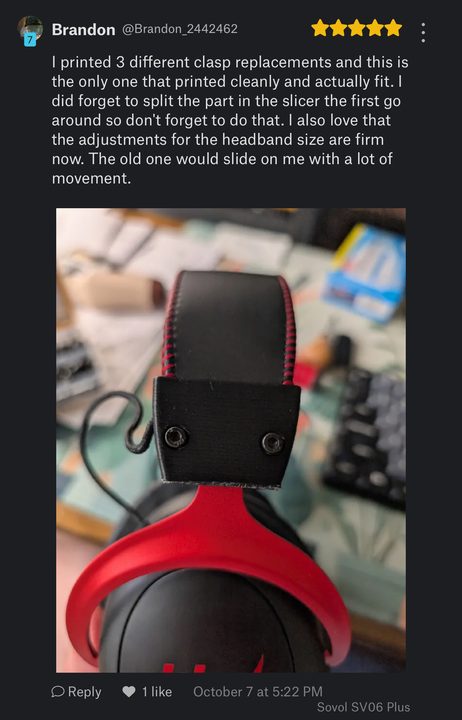 Brandon @Brandon_2442462
7
I printed 3 different clasp replacements and this is
the only one that printed cleanly and actually fit. I
did forget to split the part in the slicer the first go
around so don't forget to do that. I also love that
the adjustments for the headband size are firm
now. The old one would slide on me with a lot of
movement.
Reply 1 like October 7 at 5:22 PM
Sovol SV06 Plus